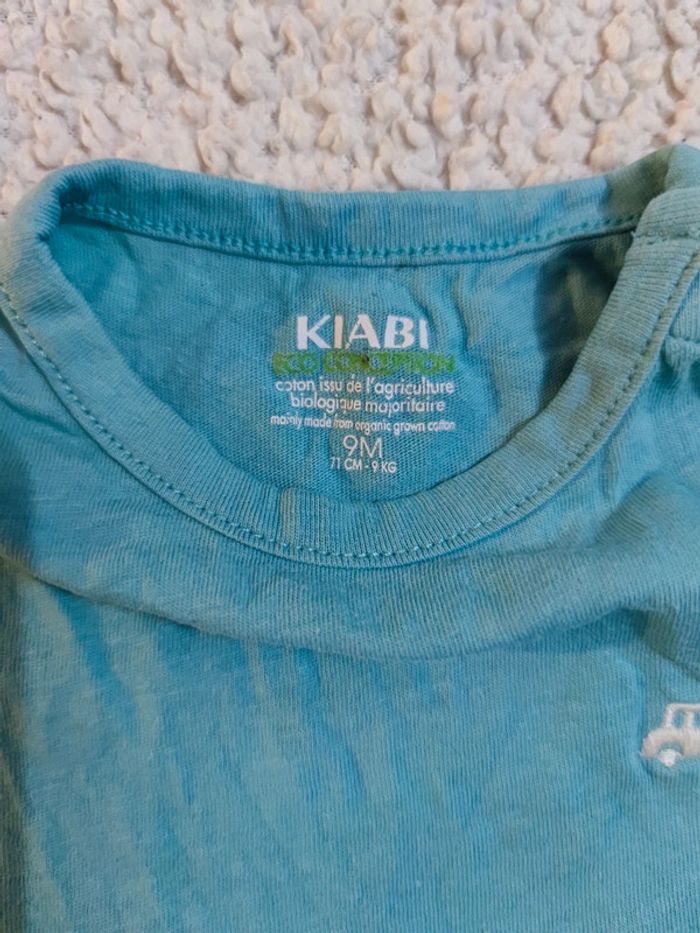 KIABI
ECO CONCEPTION
coton issu de l'agriculture
biologique majoritaire
mainly made from organic grown cotton
9M
71 CM - 9 KG